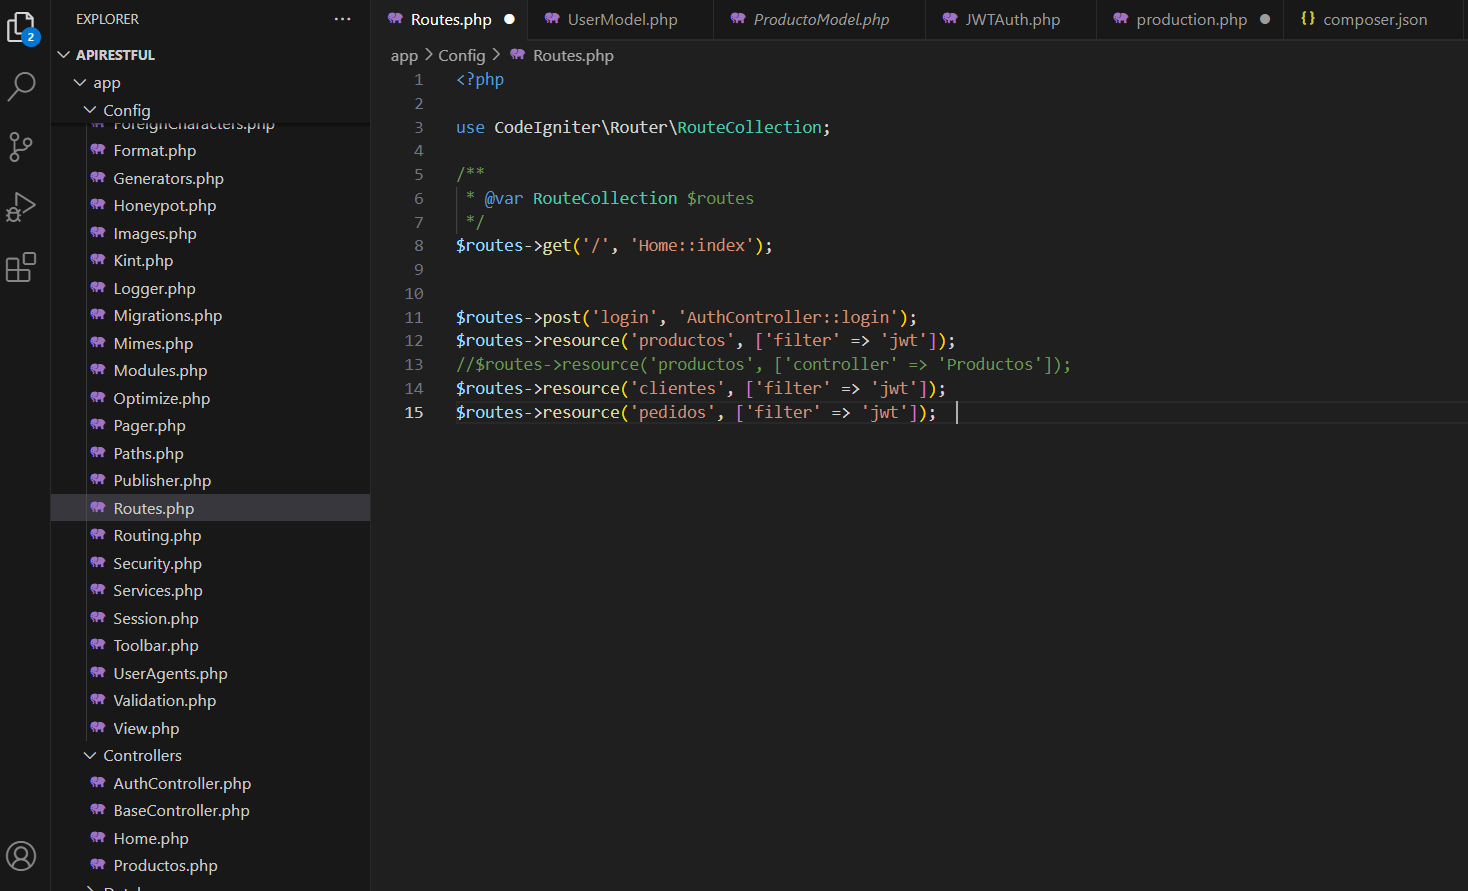 EXPLORER
APIRESTFUL
app
Config
ForeignCharacters.php
Format.php
Generators.php
Honeypot.php
Images.php
Kint.php
Logger.php
Migrations.php
Mimes.php
Modules.php
Optimize.php
Pager.php
Paths.php
Publisher.php
Routes.php
Routing.php
Security.php
Services.php
Session.php
Toolbar.php
UserAgents.php
Validation.php
View.php
Controllers
AuthController.php
BaseController.php
Home.php
Productos.php
2
Routes.php UserModel.php ProductoModel.php JWTAuth.php production.php {} composer.json
app > Config > Routes.php
1 <?php
2
3 use CodeIgniter\Router\RouteCollection;
4
5 /**
6 * @var RouteCollection $routes
7 */
8 $routes->get('/', 'Home::index');
9
10
11 $routes->post('login', 'AuthController::login');
12 $routes->resource('productos', ['filter' => 'jwt']);
13 //$routes->resource('productos', ['controller' => 'Productos']);
14 $routes->resource('clientes', ['filter' => 'jwt']);
15 $routes->resource('pedidos', ['filter' => 'jwt']);